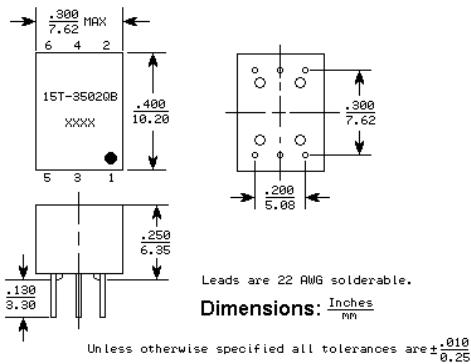 .300
7.62 MAX
6 4 2
15T-3502QB
XXXX
.400
10.20
5 3 1
.300
7.62
.200
5.08
.250
6.35
.130
3.30
Leads are 22 AWG solderable.
Dimensions: Inches
mm
Unless otherwise specified all tolerances are ± .010
0.25